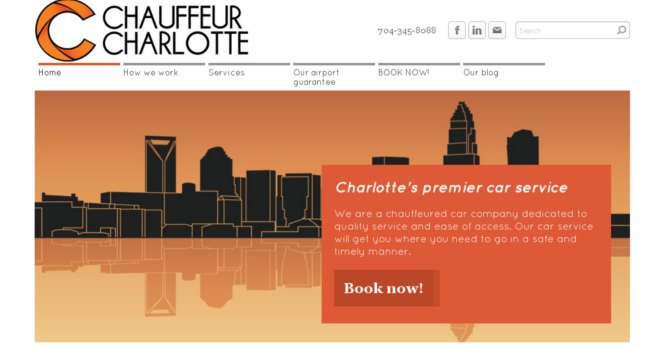 CHAUFFEUR
CHARLOTTE
704-345-8088
Search
Home
How we work
Services
Our airport
guarantee
BOOK NOW!
Our blog
Charlotte's premier car service
We are a chauffeured car company dedicated to
quality service and ease of access. Our car service
will get you where you need to go in a safe and
timely manner.
Book now!